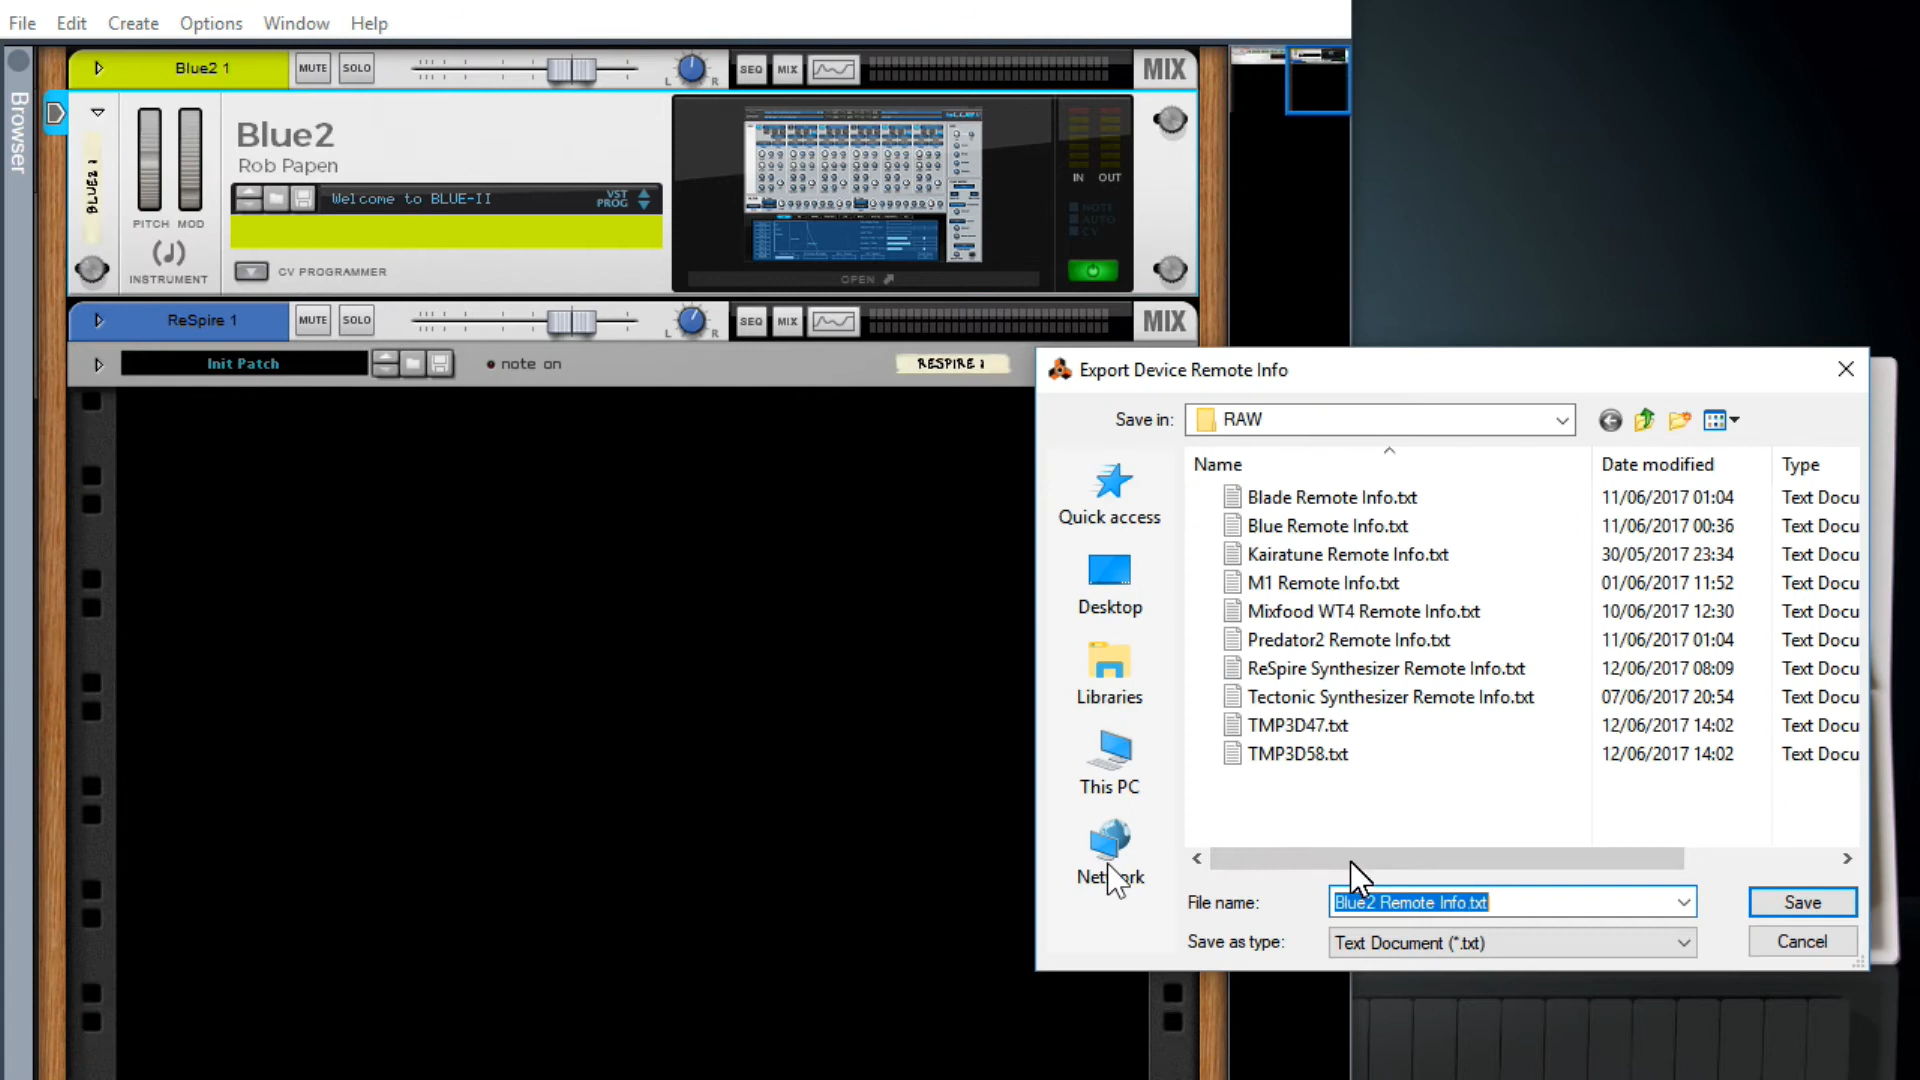 File Edit Create Options Window Help
Browser
Blue2 1 MUTE SOLO L R SEQ MIX MIX
BLUE2 1
Blue2
Rob Papen
Welcome to BLUE-II VST PROG
PITCH MOD
INSTRUMENT
CV PROGRAMMER
OPEN
IN OUT
NOTE
AUTO
CV
ReSpire 1 MUTE SOLO L R SEQ MIX MIX
Init Patch note on RESPIRE 1
Export Device Remote Info
Save in: RAW
Quick access
Desktop
Libraries
This PC
Network
Name Date modified Type
Blade Remote Info.txt 11/06/2017 01:04 Text Docu
Blue Remote Info.txt 11/06/2017 00:36 Text Docu
Kairatune Remote Info.txt 30/05/2017 23:34 Text Docu
M1 Remote Info.txt 01/06/2017 11:52 Text Docu
Mixfood WT4 Remote Info.txt 10/06/2017 12:30 Text Docu
Predator2 Remote Info.txt 11/06/2017 01:04 Text Docu
ReSpire Synthesizer Remote Info.txt 12/06/2017 08:09 Text Docu
Tectonic Synthesizer Remote Info.txt 07/06/2017 20:54 Text Docu
TMP3D47.txt 12/06/2017 14:02 Text Docu
TMP3D58.txt 12/06/2017 14:02 Text Docu
File name: Blue2 Remote Info.txt Save
Save as type: Text Document (*.txt) Cancel